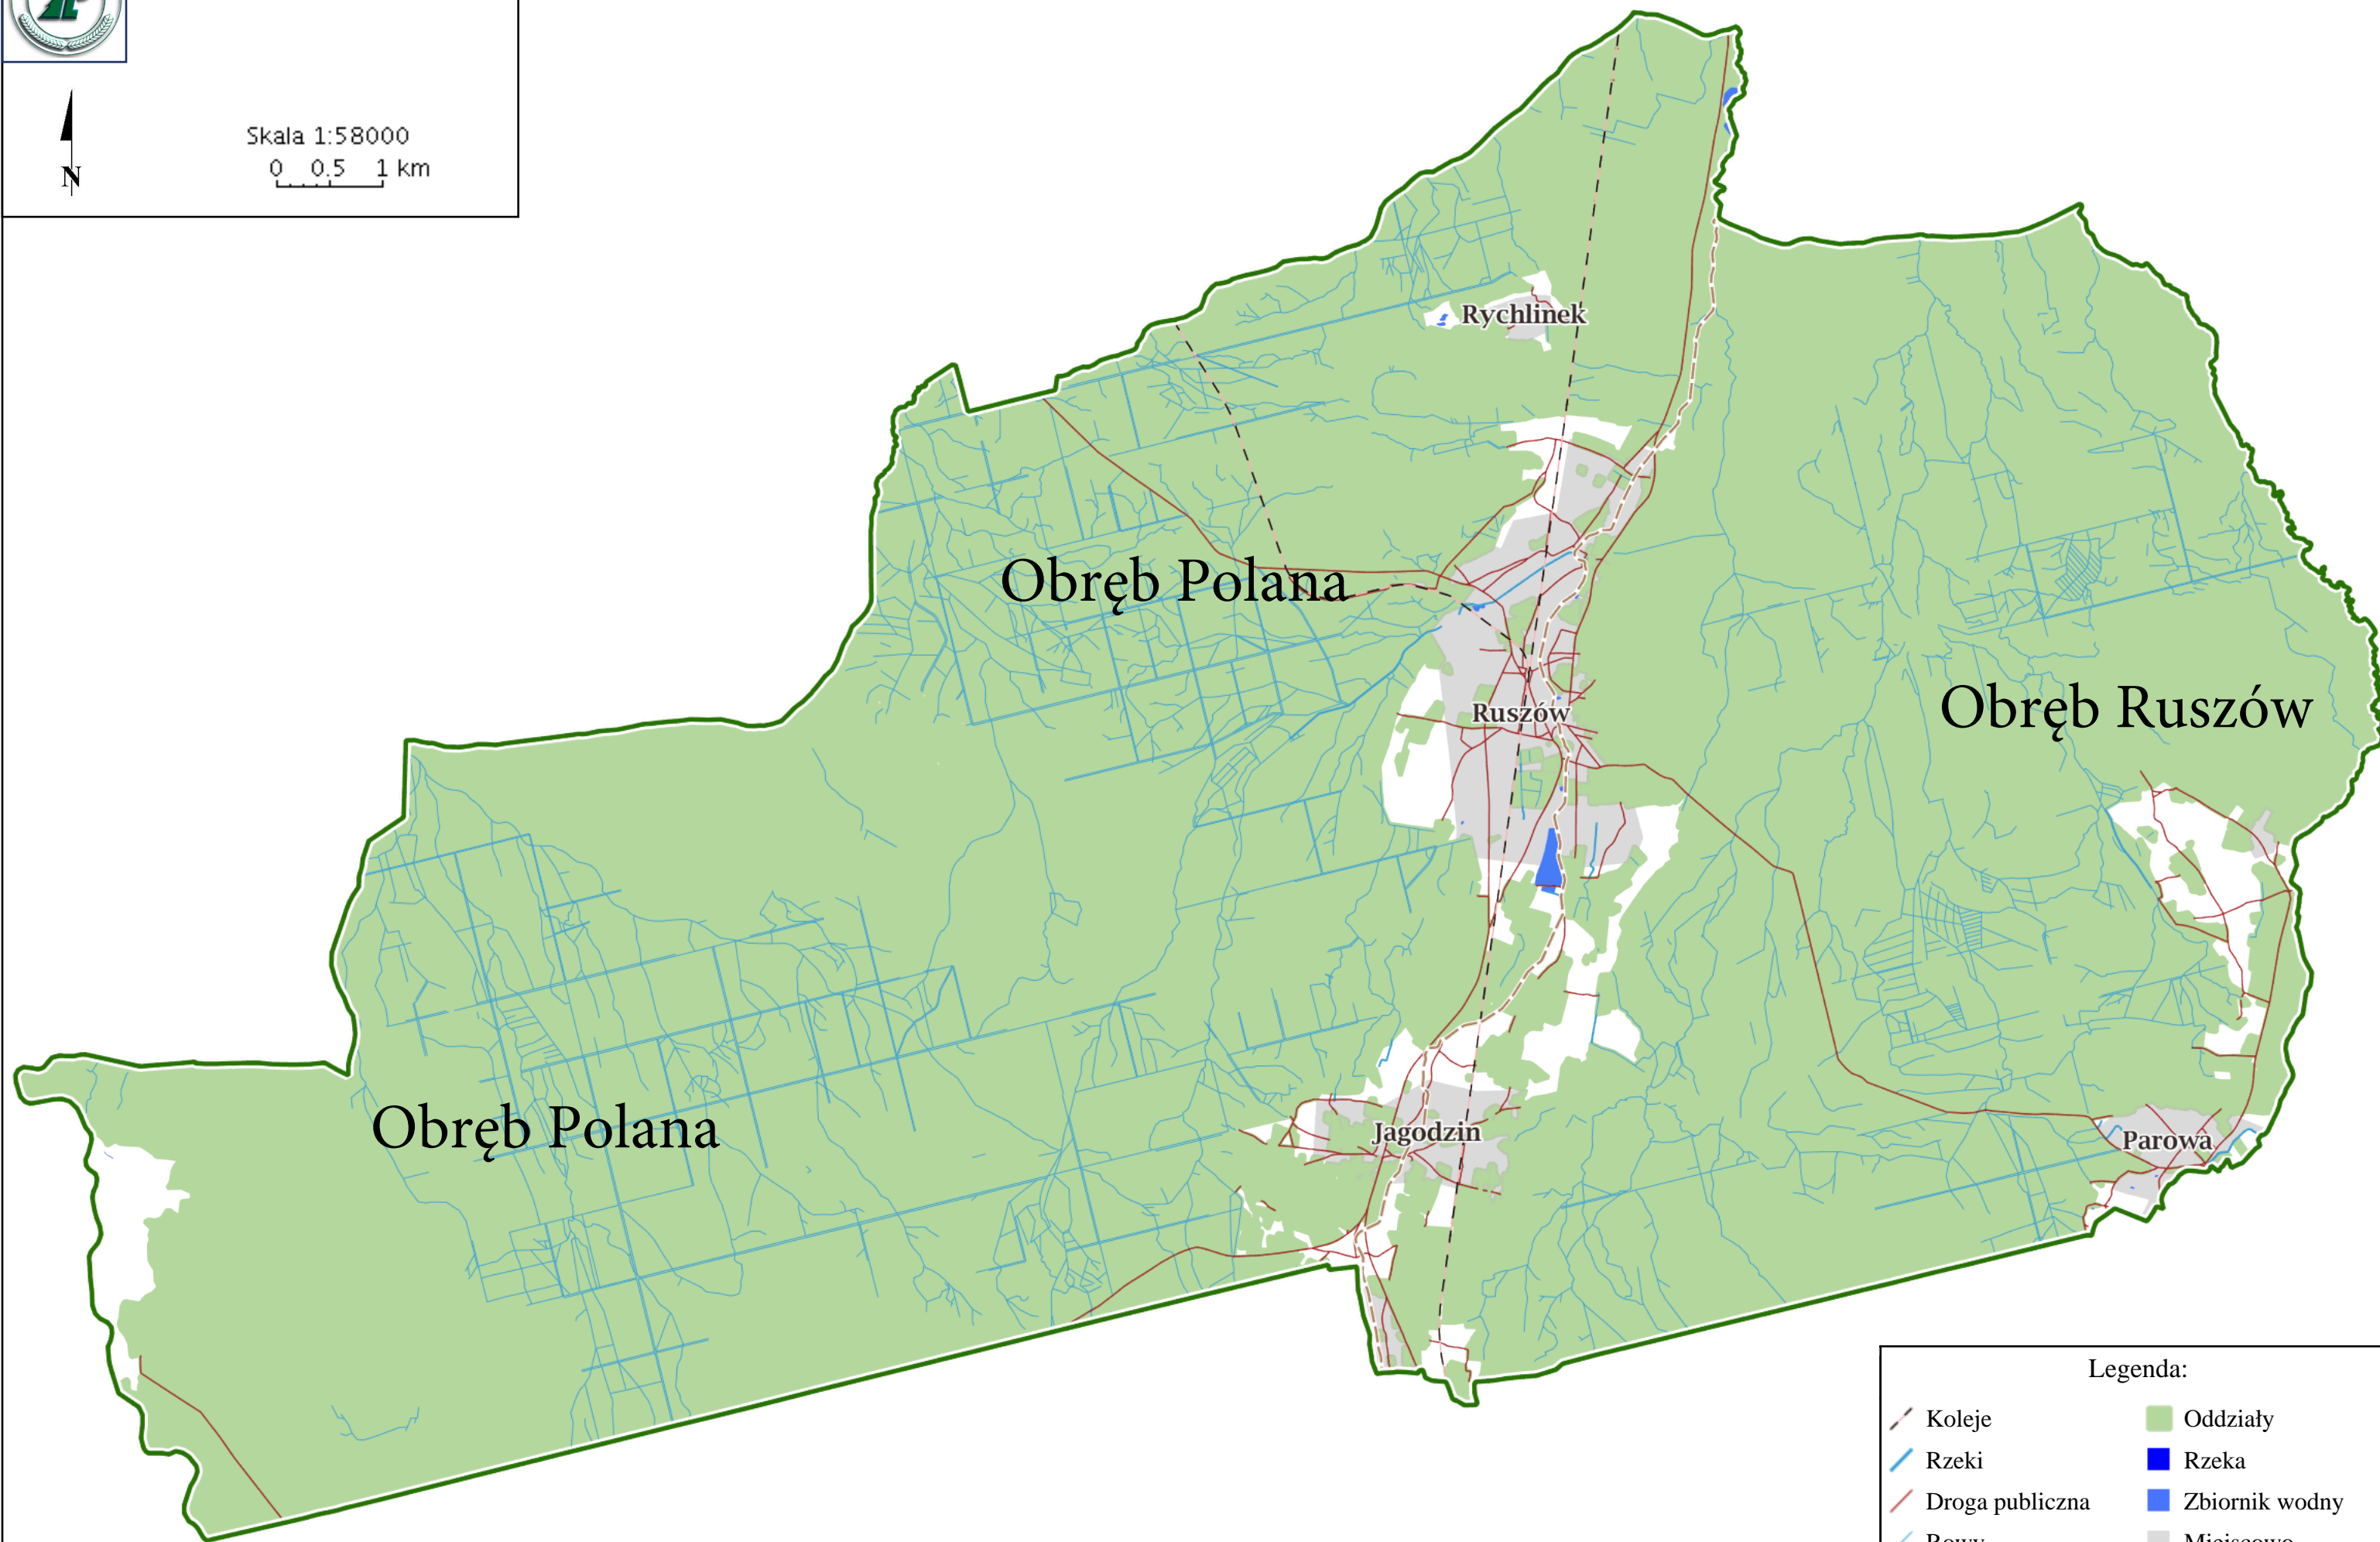 Skala 1:58000
0 0.5 1 km
N
Rychlinek
Obręb Polana
Ruszów
Obręb Ruszów
Obręb Polana
Jagodzin
Parowa
Legenda:
Koleje
Oddziały
Rzeki
Rzeka
Droga publiczna
Zbiornik wodny
Rowy